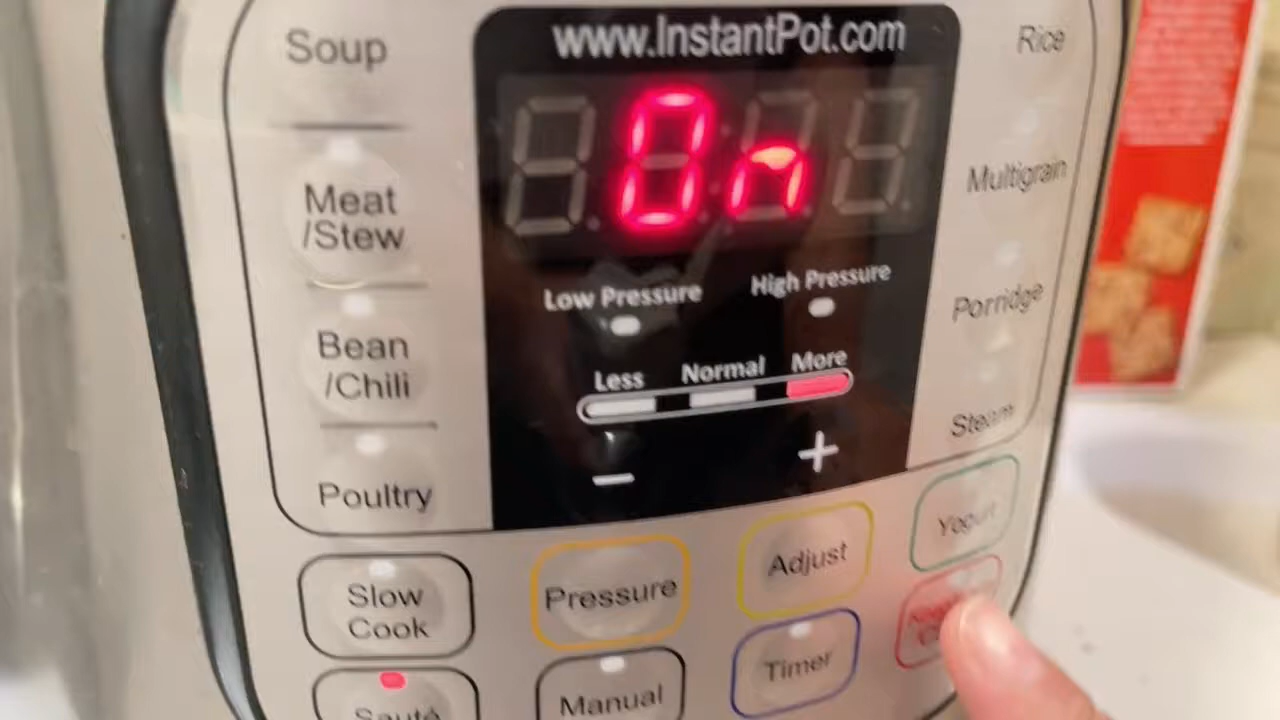 www.InstantPot.com
Soup
Rice
0n
Meat
/Stew
Multigrain
Low Pressure
High Pressure
Porridge
Bean
/Chili
Less
Normal
More
Steam
-
+
Poultry
Yogurt
Slow
Cook
Pressure
Adjust
Timer
Sauté
Manual